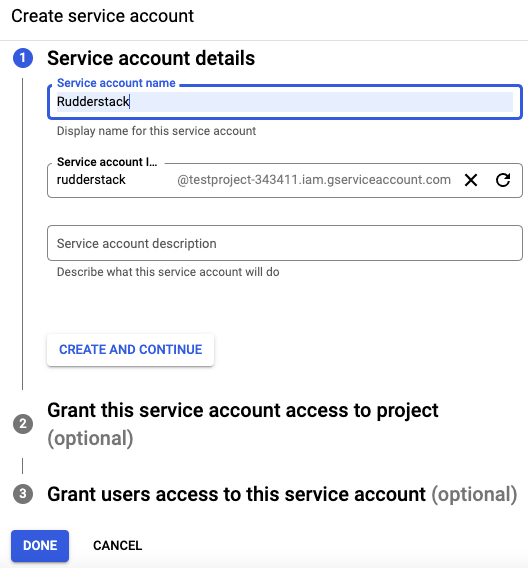 Create service account
1 Service account details
Service account name
Rudderstack
Display name for this service account
Service account I...
rudderstack @testproject-343411.iam.gserviceaccount.com
Service account description
Describe what this service account will do
CREATE AND CONTINUE
2 Grant this service account access to project
(optional)
3 Grant users access to this service account (optional)
DONE CANCEL